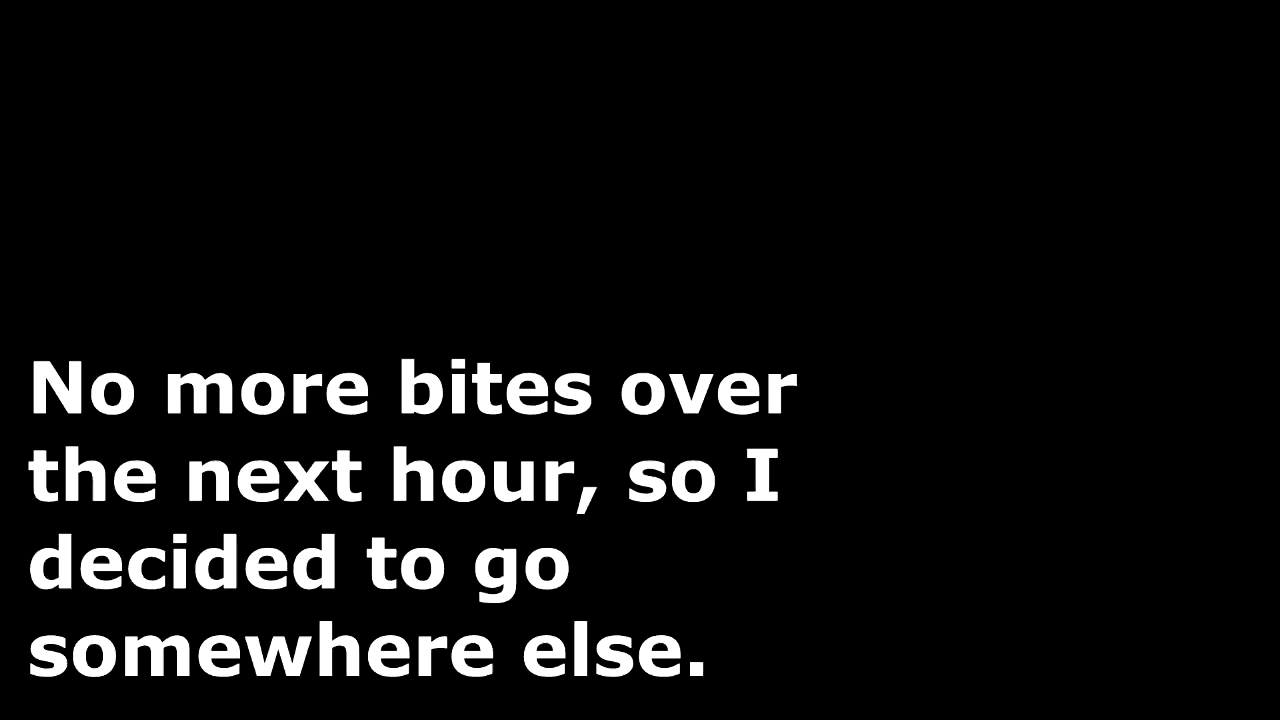 No more bites over
the next hour, so I
decided to go
somewhere else.